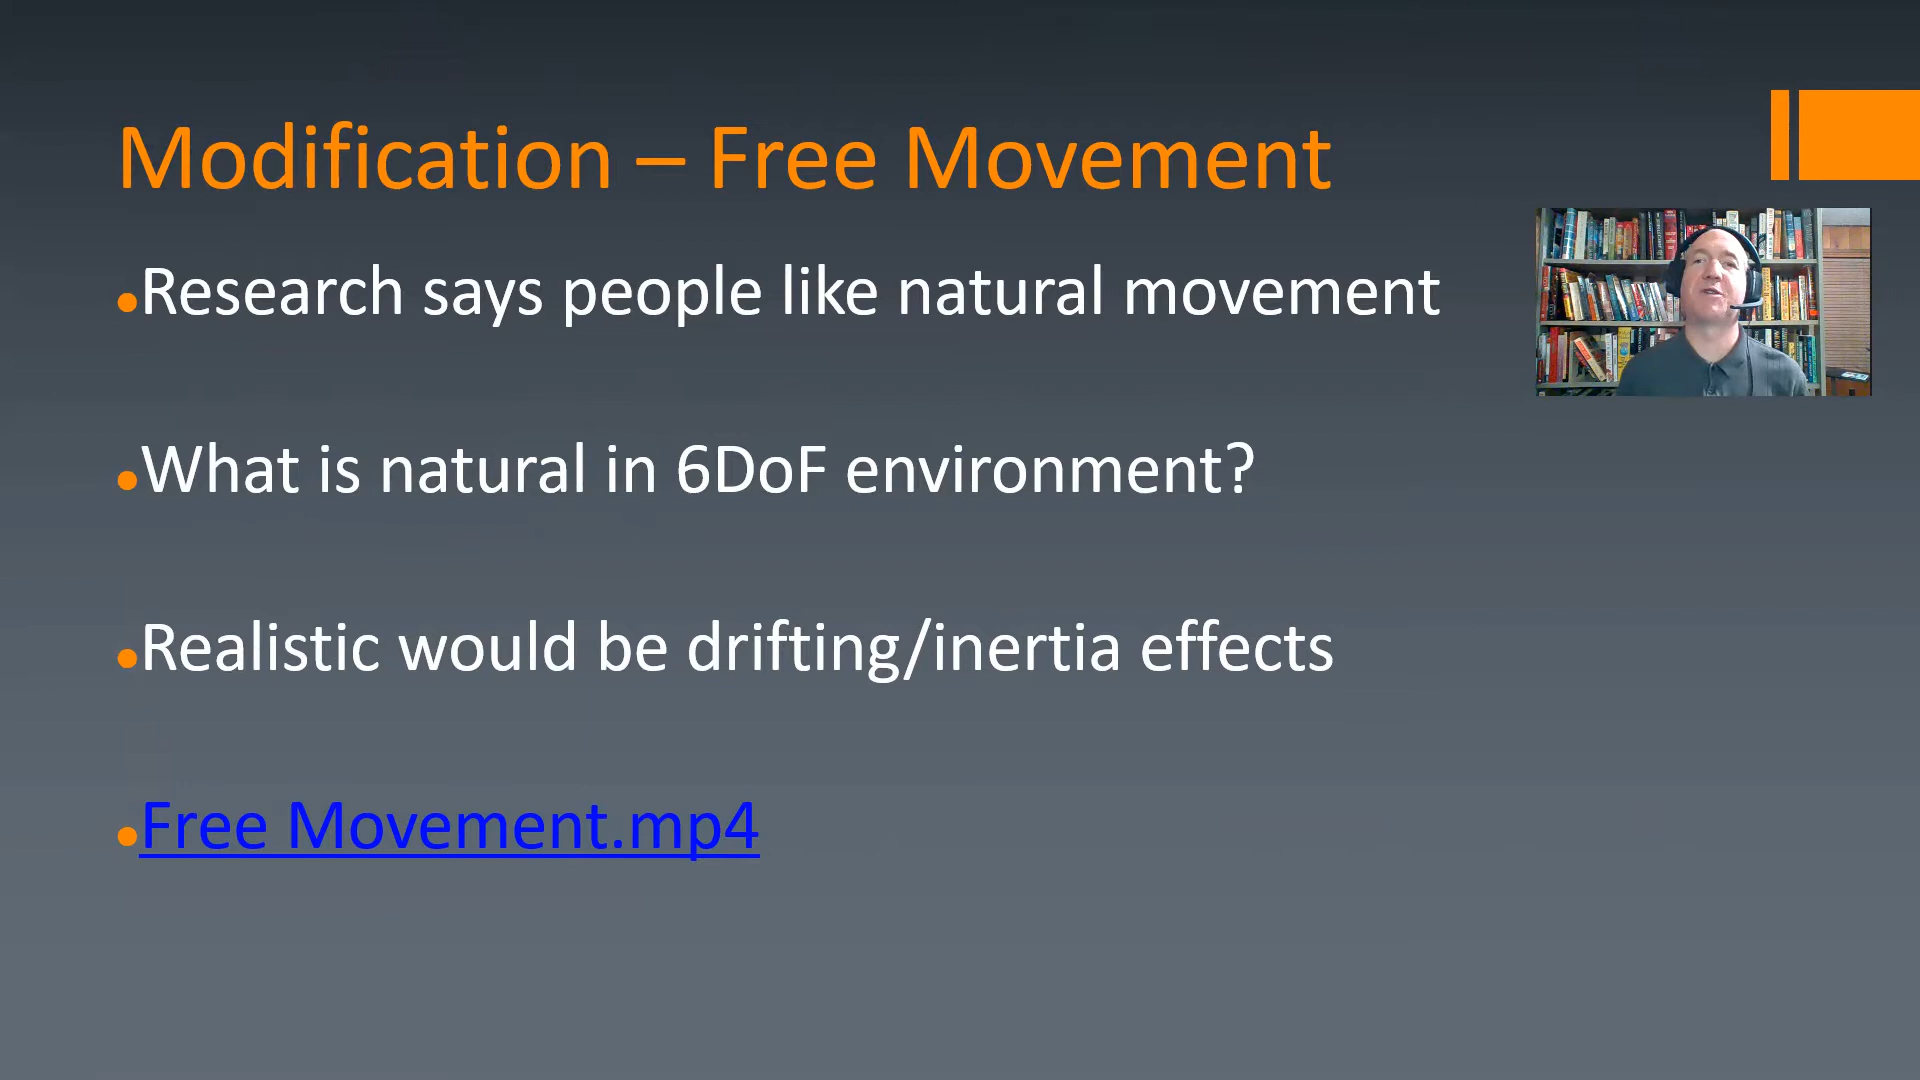 Modification – Free Movement
Research says people like natural movement
What is natural in 6DoF environment?
Realistic would be drifting/inertia effects
Free Movement.mp4